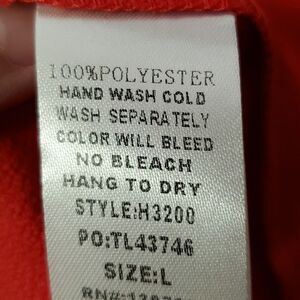 100%POLYESTER
HAND WASH COLD
WASH SEPARATELY
COLOR WILL BLEED
NO BLEACH
HANG TO DRY
STYLE:H3200
PO:TL43746
SIZE:L